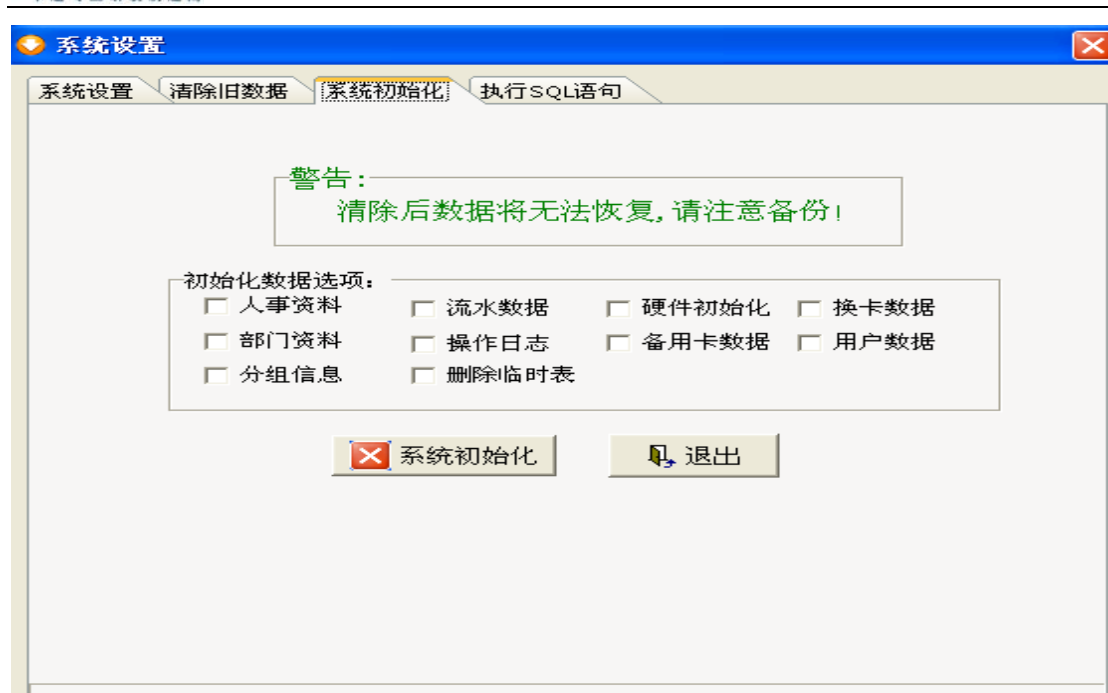 系统设置
系统设置 清除旧数据 系统初始化 执行SQL语句
警告:
清除后数据将无法恢复,请注意备份!
初始化数据选项:
人事资料 流水数据 硬件初始化 换卡数据
部门资料 操作日志 备用卡数据 用户数据
分组信息 删除临时表
系统初始化 退出